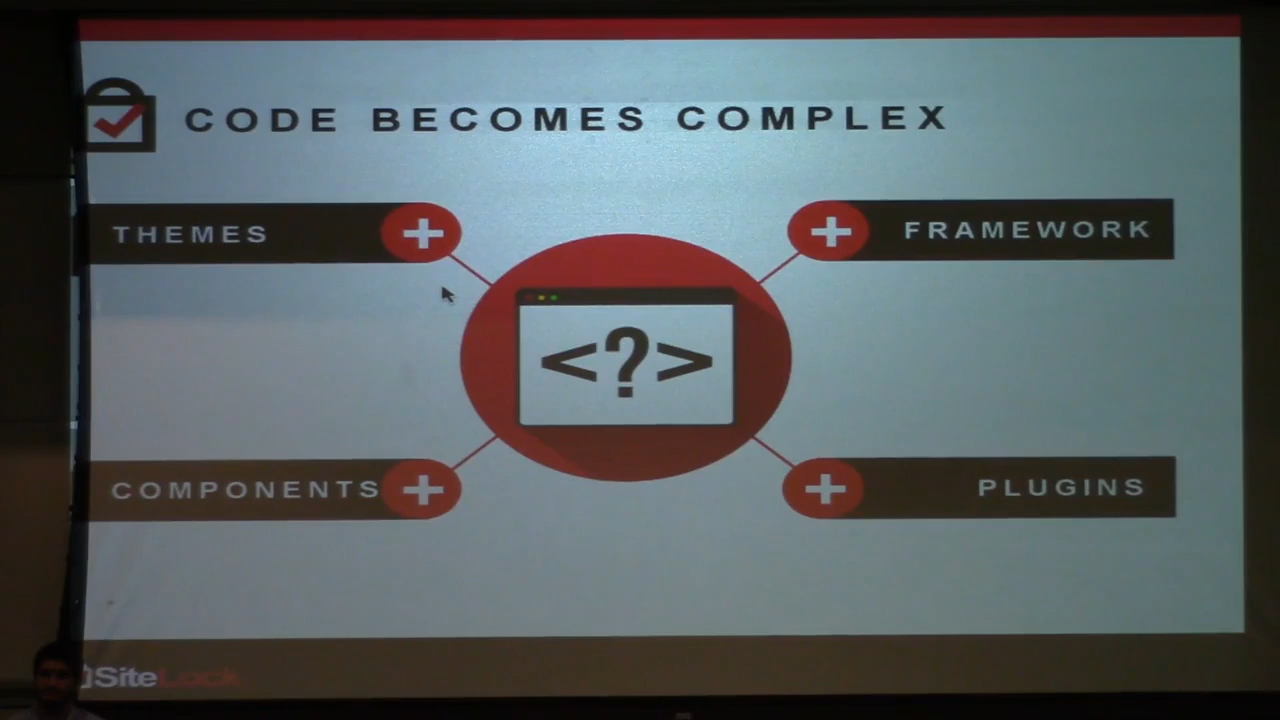 CODE BECOMES COMPLEX
THEMES
FRAMEWORK
<?>
COMPONENTS
PLUGINS
SiteLock